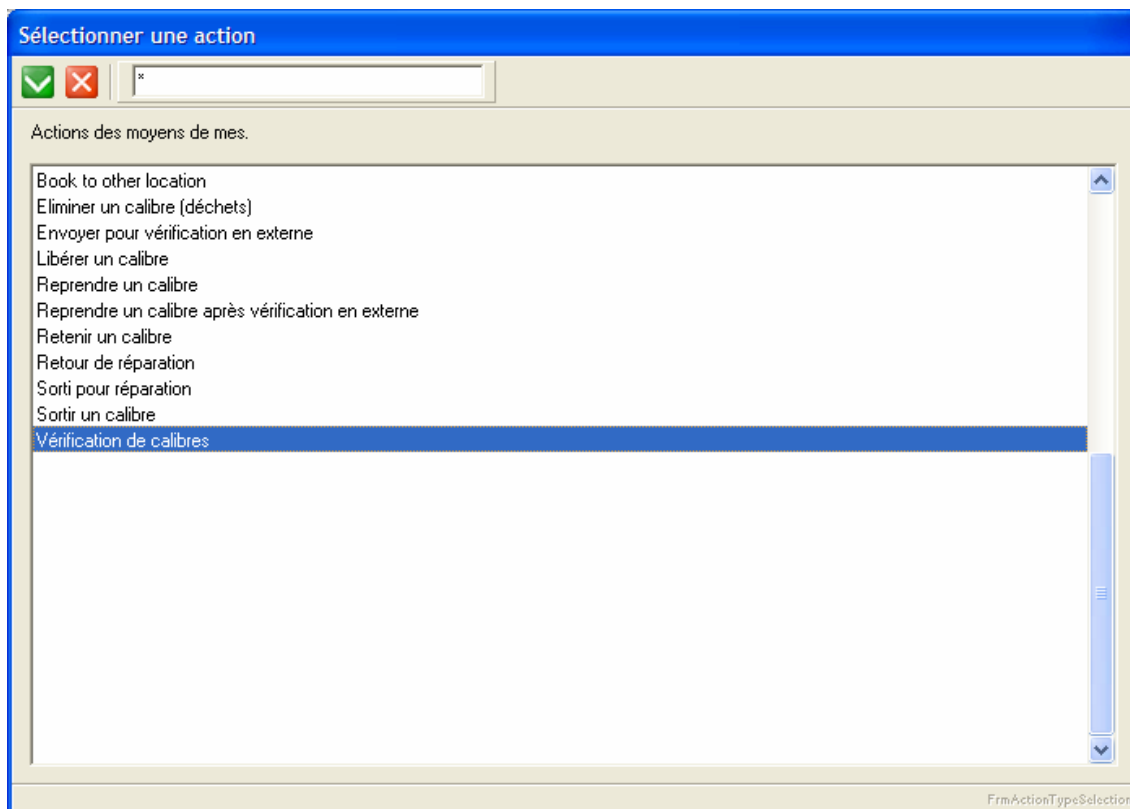 Sélectionner une action
*
Actions des moyens de mes.
Book to other location
Eliminer un calibre (déchets)
Envoyer pour vérification en externe
Libérer un calibre
Reprendre un calibre
Reprendre un calibre après vérification en externe
Retenir un calibre
Retour de réparation
Sorti pour réparation
Sortir un calibre
Vérification de calibres
FrmActionTypeSelection